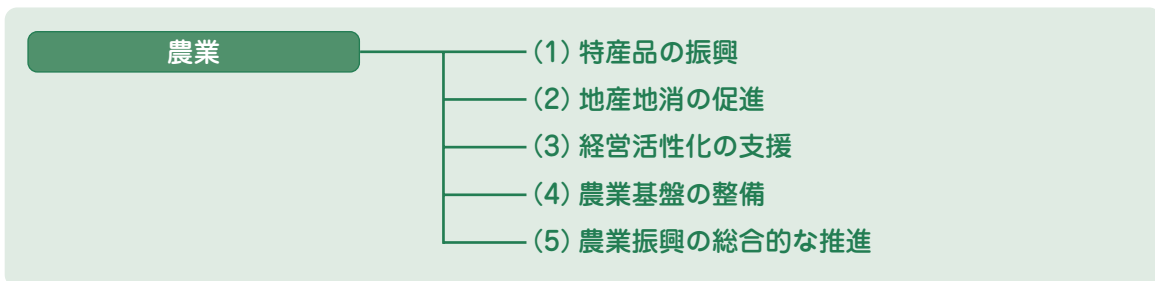 農業
(1) 特産品の振興
(2) 地産地消の促進
(3) 経営活性化の支援
(4) 農業基盤の整備
(5) 農業振興の総合的な推進